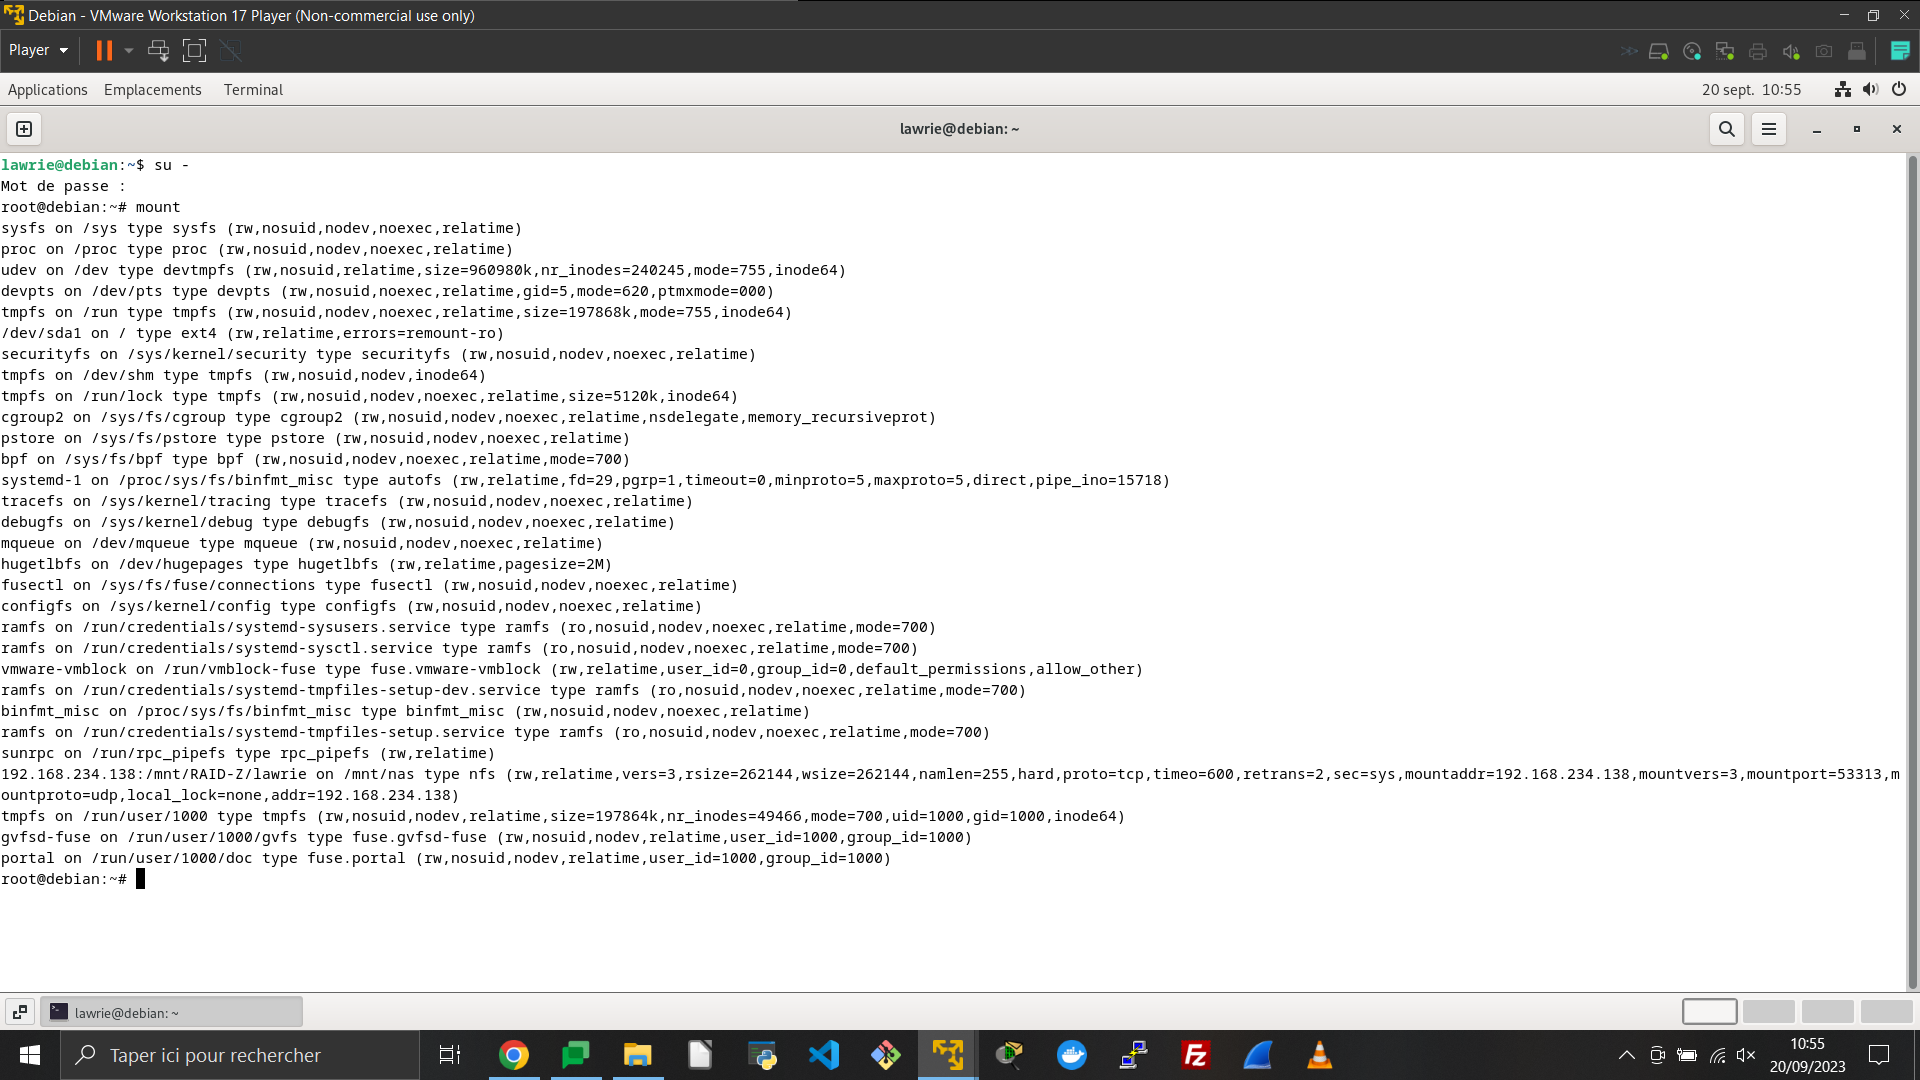 Debian - VMware Workstation 17 Player (Non-commercial use only)
Player
Applications Emplacements Terminal 20 sept. 10:55
lawrie@debian: ~
lawrie@debian:~$ su -
Mot de passe :
root@debian:~# mount
sysfs on /sys type sysfs (rw,nosuid,nodev,noexec,relatime)
proc on /proc type proc (rw,nosuid,nodev,noexec,relatime)
udev on /dev type devtmpfs (rw,nosuid,relatime,size=960980k,nr_inodes=240245,mode=755,inode64)
devpts on /dev/pts type devpts (rw,nosuid,noexec,relatime,gid=5,mode=620,ptmxmode=000)
tmpfs on /run type tmpfs (rw,nosuid,nodev,noexec,relatime,size=197868k,mode=755,inode64)
/dev/sda1 on / type ext4 (rw,relatime,errors=remount-ro)
securityfs on /sys/kernel/security type securityfs (rw,nosuid,nodev,noexec,relatime)
tmpfs on /dev/shm type tmpfs (rw,nosuid,nodev,inode64)
tmpfs on /run/lock type tmpfs (rw,nosuid,nodev,noexec,relatime,size=5120k,inode64)
cgroup2 on /sys/fs/cgroup type cgroup2 (rw,nosuid,nodev,noexec,relatime,nsdelegate,memory_recursiveprot)
pstore on /sys/fs/pstore type pstore (rw,nosuid,nodev,noexec,relatime)
bpf on /sys/fs/bpf type bpf (rw,nosuid,nodev,noexec,relatime,mode=700)
systemd-1 on /proc/sys/fs/binfmt_misc type autofs (rw,relatime,fd=29,pgrp=1,timeout=0,minproto=5,maxproto=5,direct,pipe_ino=15718)
tracefs on /sys/kernel/tracing type tracefs (rw,nosuid,nodev,noexec,relatime)
debugfs on /sys/kernel/debug type debugfs (rw,nosuid,nodev,noexec,relatime)
mqueue on /dev/mqueue type mqueue (rw,nosuid,nodev,noexec,relatime)
hugetlbfs on /dev/hugepages type hugetlbfs (rw,relatime,pagesize=2M)
fusectl on /sys/fs/fuse/connections type fusectl (rw,nosuid,nodev,noexec,relatime)
configfs on /sys/kernel/config type configfs (rw,nosuid,nodev,noexec,relatime)
ramfs on /run/credentials/systemd-sysusers.service type ramfs (ro,nosuid,nodev,noexec,relatime,mode=700)
ramfs on /run/credentials/systemd-sysctl.service type ramfs (ro,nosuid,nodev,noexec,relatime,mode=700)
vmware-vmblock on /run/vmblock-fuse type fuse.vmware-vmblock (rw,relatime,user_id=0,group_id=0,default_permissions,allow_other)
ramfs on /run/credentials/systemd-tmpfiles-setup-dev.service type ramfs (ro,nosuid,nodev,noexec,relatime,mode=700)
binfmt_misc on /proc/sys/fs/binfmt_misc type binfmt_misc (rw,nosuid,nodev,noexec,relatime)
ramfs on /run/credentials/systemd-tmpfiles-setup.service type ramfs (ro,nosuid,nodev,noexec,relatime,mode=700)
sunrpc on /run/rpc_pipefs type rpc_pipefs (rw,relatime)
192.168.234.138:/mnt/RAID-Z/lawrie on /mnt/nas type nfs (rw,relatime,vers=3,rsize=262144,wsize=262144,namlen=255,hard,proto=tcp,timeo=600,retrans=2,sec=sys,mountaddr=192.168.234.138,mountvers=3,mountport=53313,m
ountproto=udp,local_lock=none,addr=192.168.234.138)
tmpfs on /run/user/1000 type tmpfs (rw,nosuid,nodev,relatime,size=197864k,nr_inodes=49466,mode=700,uid=1000,gid=1000,inode64)
gvfsd-fuse on /run/user/1000/gvfs type fuse.gvfsd-fuse (rw,nosuid,nodev,relatime,user_id=1000,group_id=1000)
portal on /run/user/1000/doc type fuse.portal (rw,nosuid,nodev,relatime,user_id=1000,group_id=1000)
root@debian:~#
lawrie@debian: ~
Taper ici pour rechercher
10:55
20/09/2023